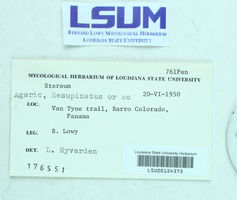 LSUM
BERNARD LOWY MYCOLOGICAL HERBARIUM
LOUISIANA STATE UNIVERSITY
761Pan
MYCOLOGICAL HERBARIUM OF LOUISIANA STATE UNIVERSITY
Stereum
Agaric, Resupinatus or so 20-VI-1950
LOC. Van Tyne trail, Barro Colorado,
Panama
LEG. B. Lowy
DET. L. Ryvarden
176551
Louisiana State University Herbarium
LSU00154373